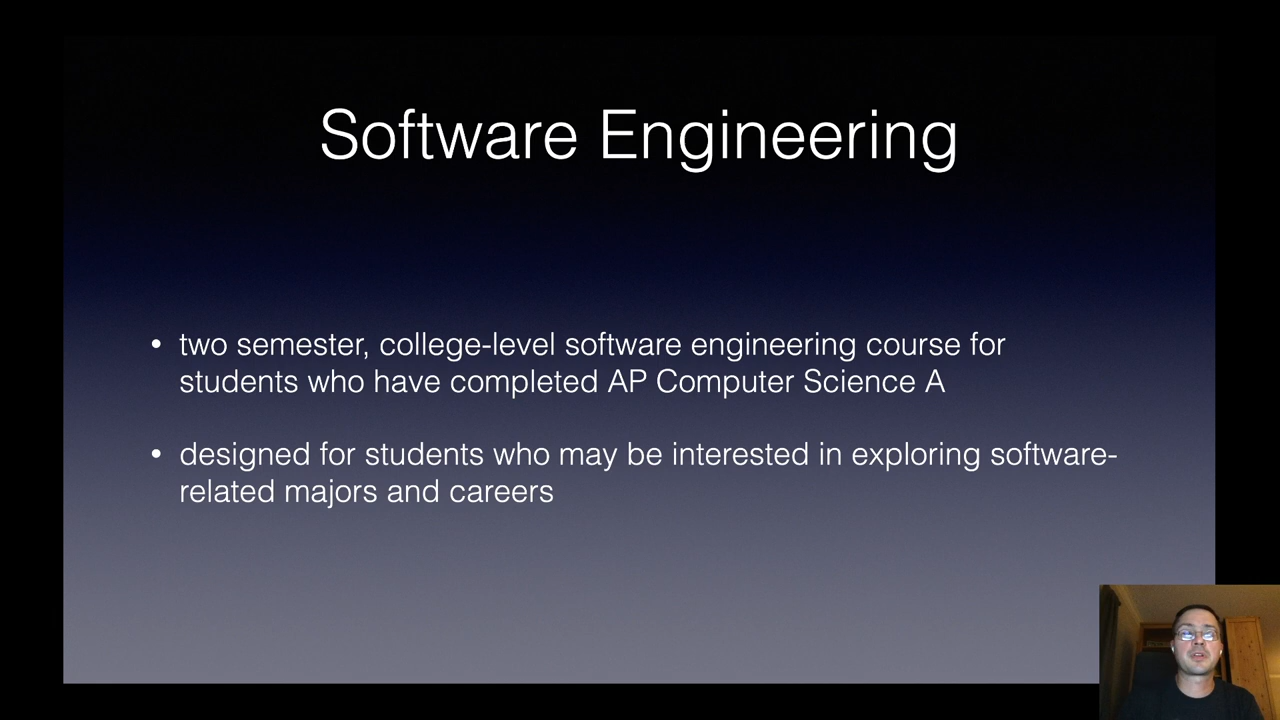 Software Engineering
• two semester, college-level software engineering course for
students who have completed AP Computer Science A
• designed for students who may be interested in exploring software-
related majors and careers